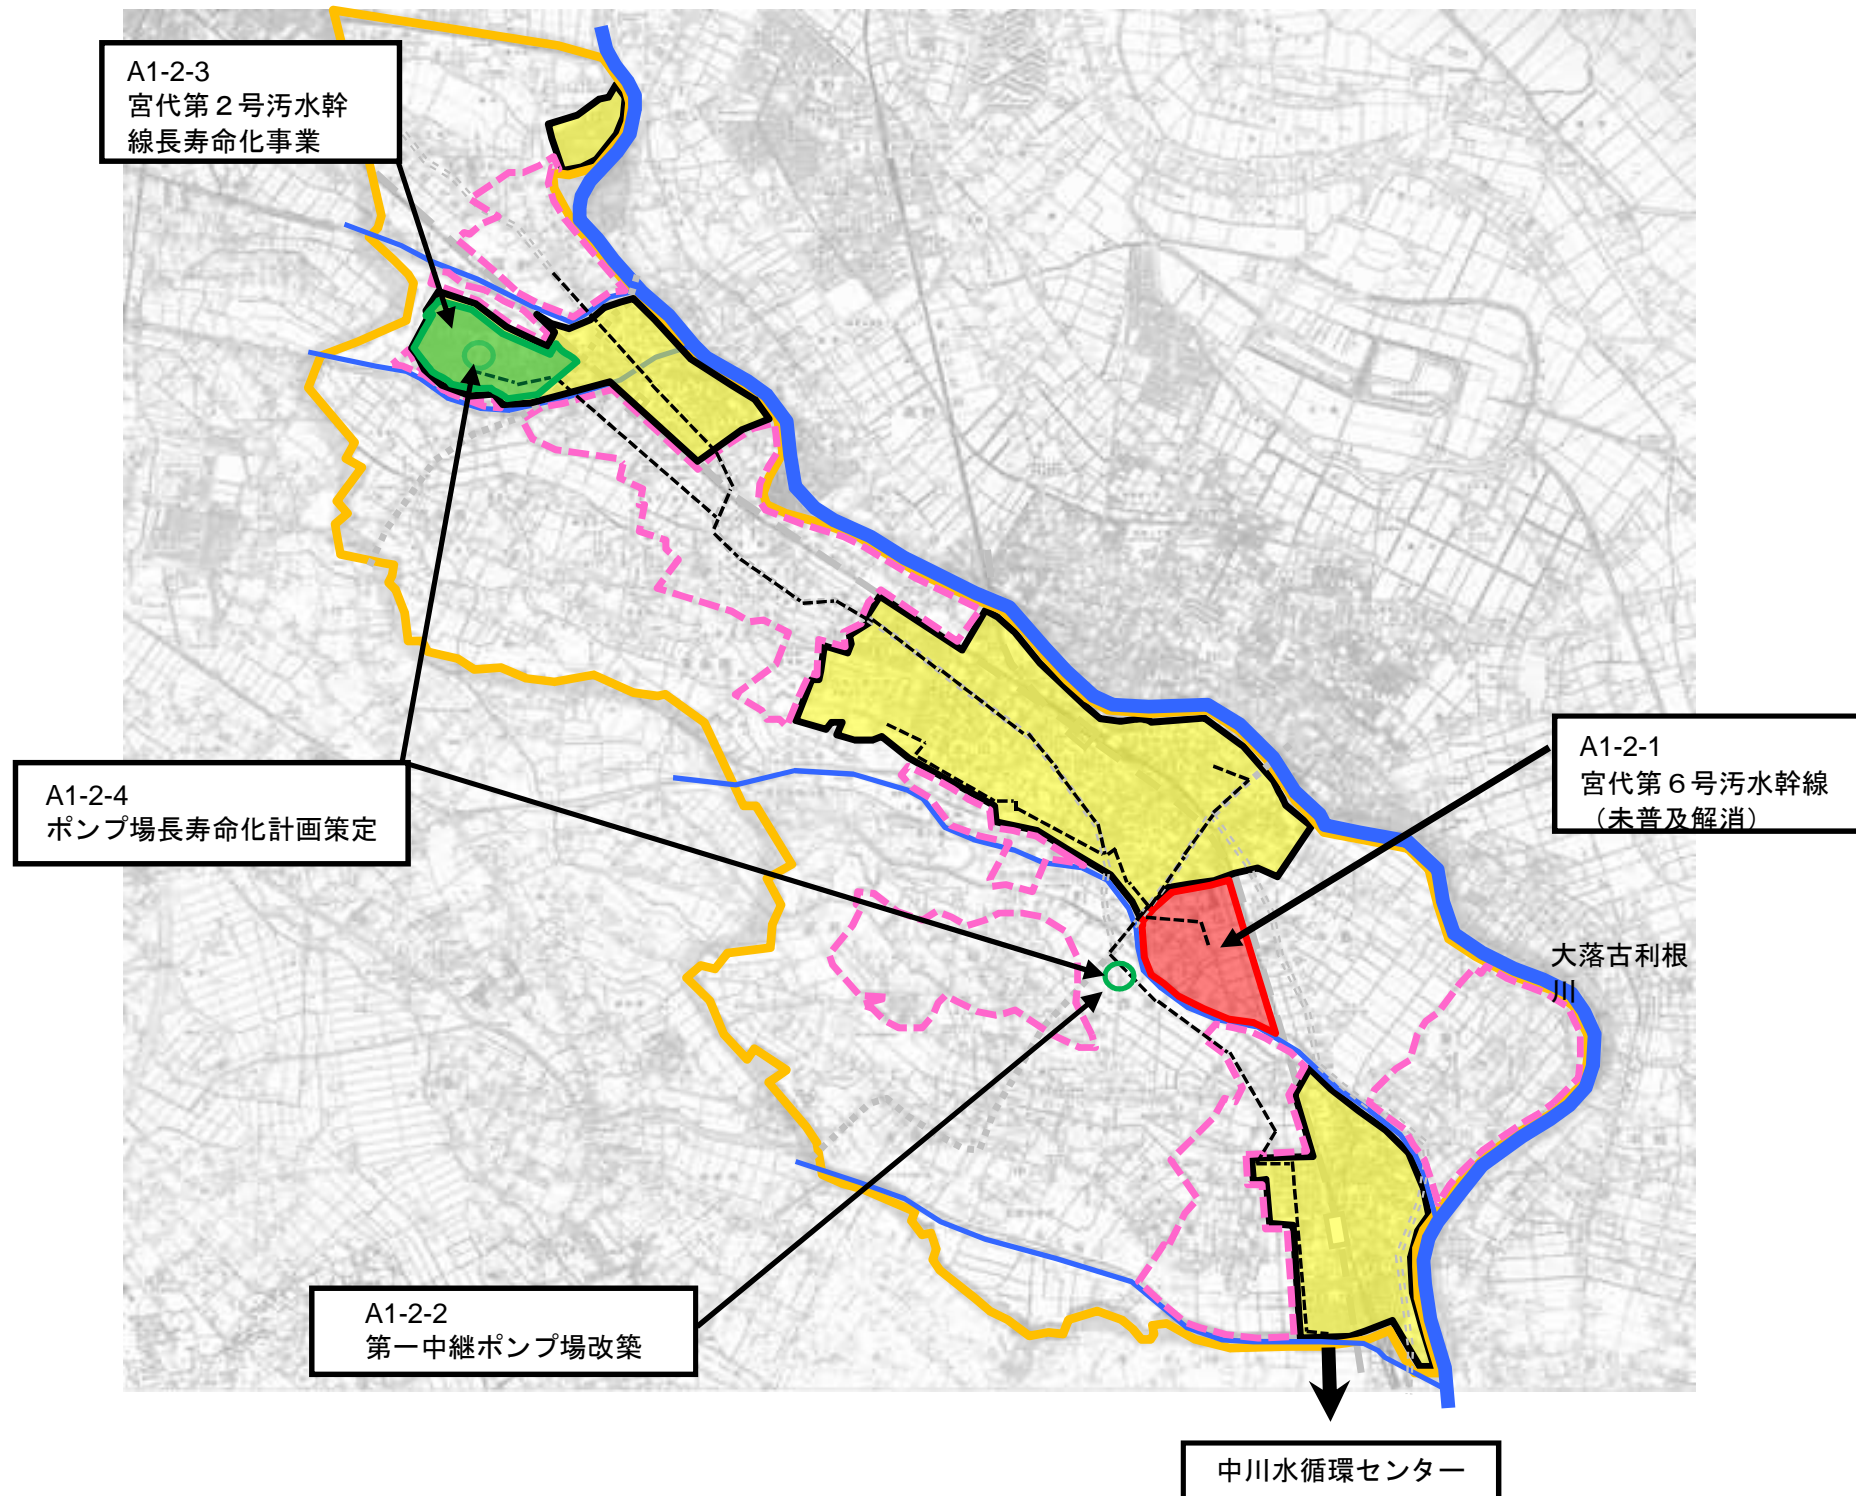 A1-2-3
宮代第２号汚水幹
線長寿命化事業
A1-2-4
ポンプ場長寿命化計画策定
A1-2-1
宮代第６号汚水幹線
（未普及解消）
大落古利根
川
A1-2-2
第一中継ポンプ場改築
中川水循環センター